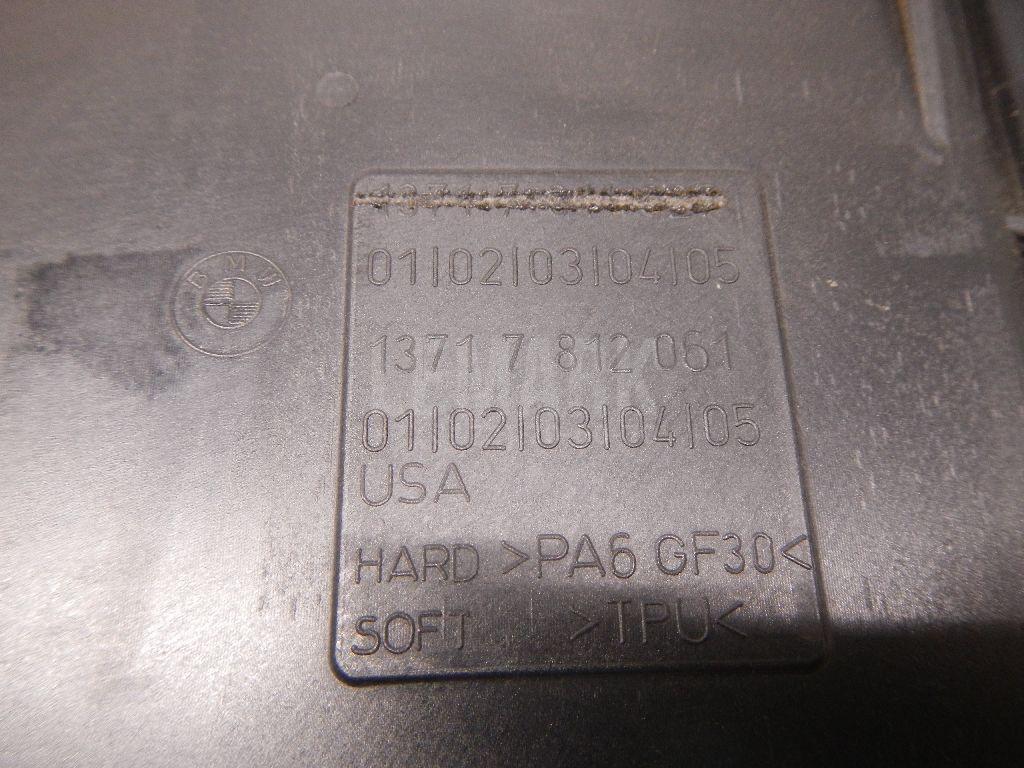 BMW
01|02|03|04|05
1371 7 812 061
01|02|03|04|05
USA
HARD >PA6 GF30<
SOFT >TPU<